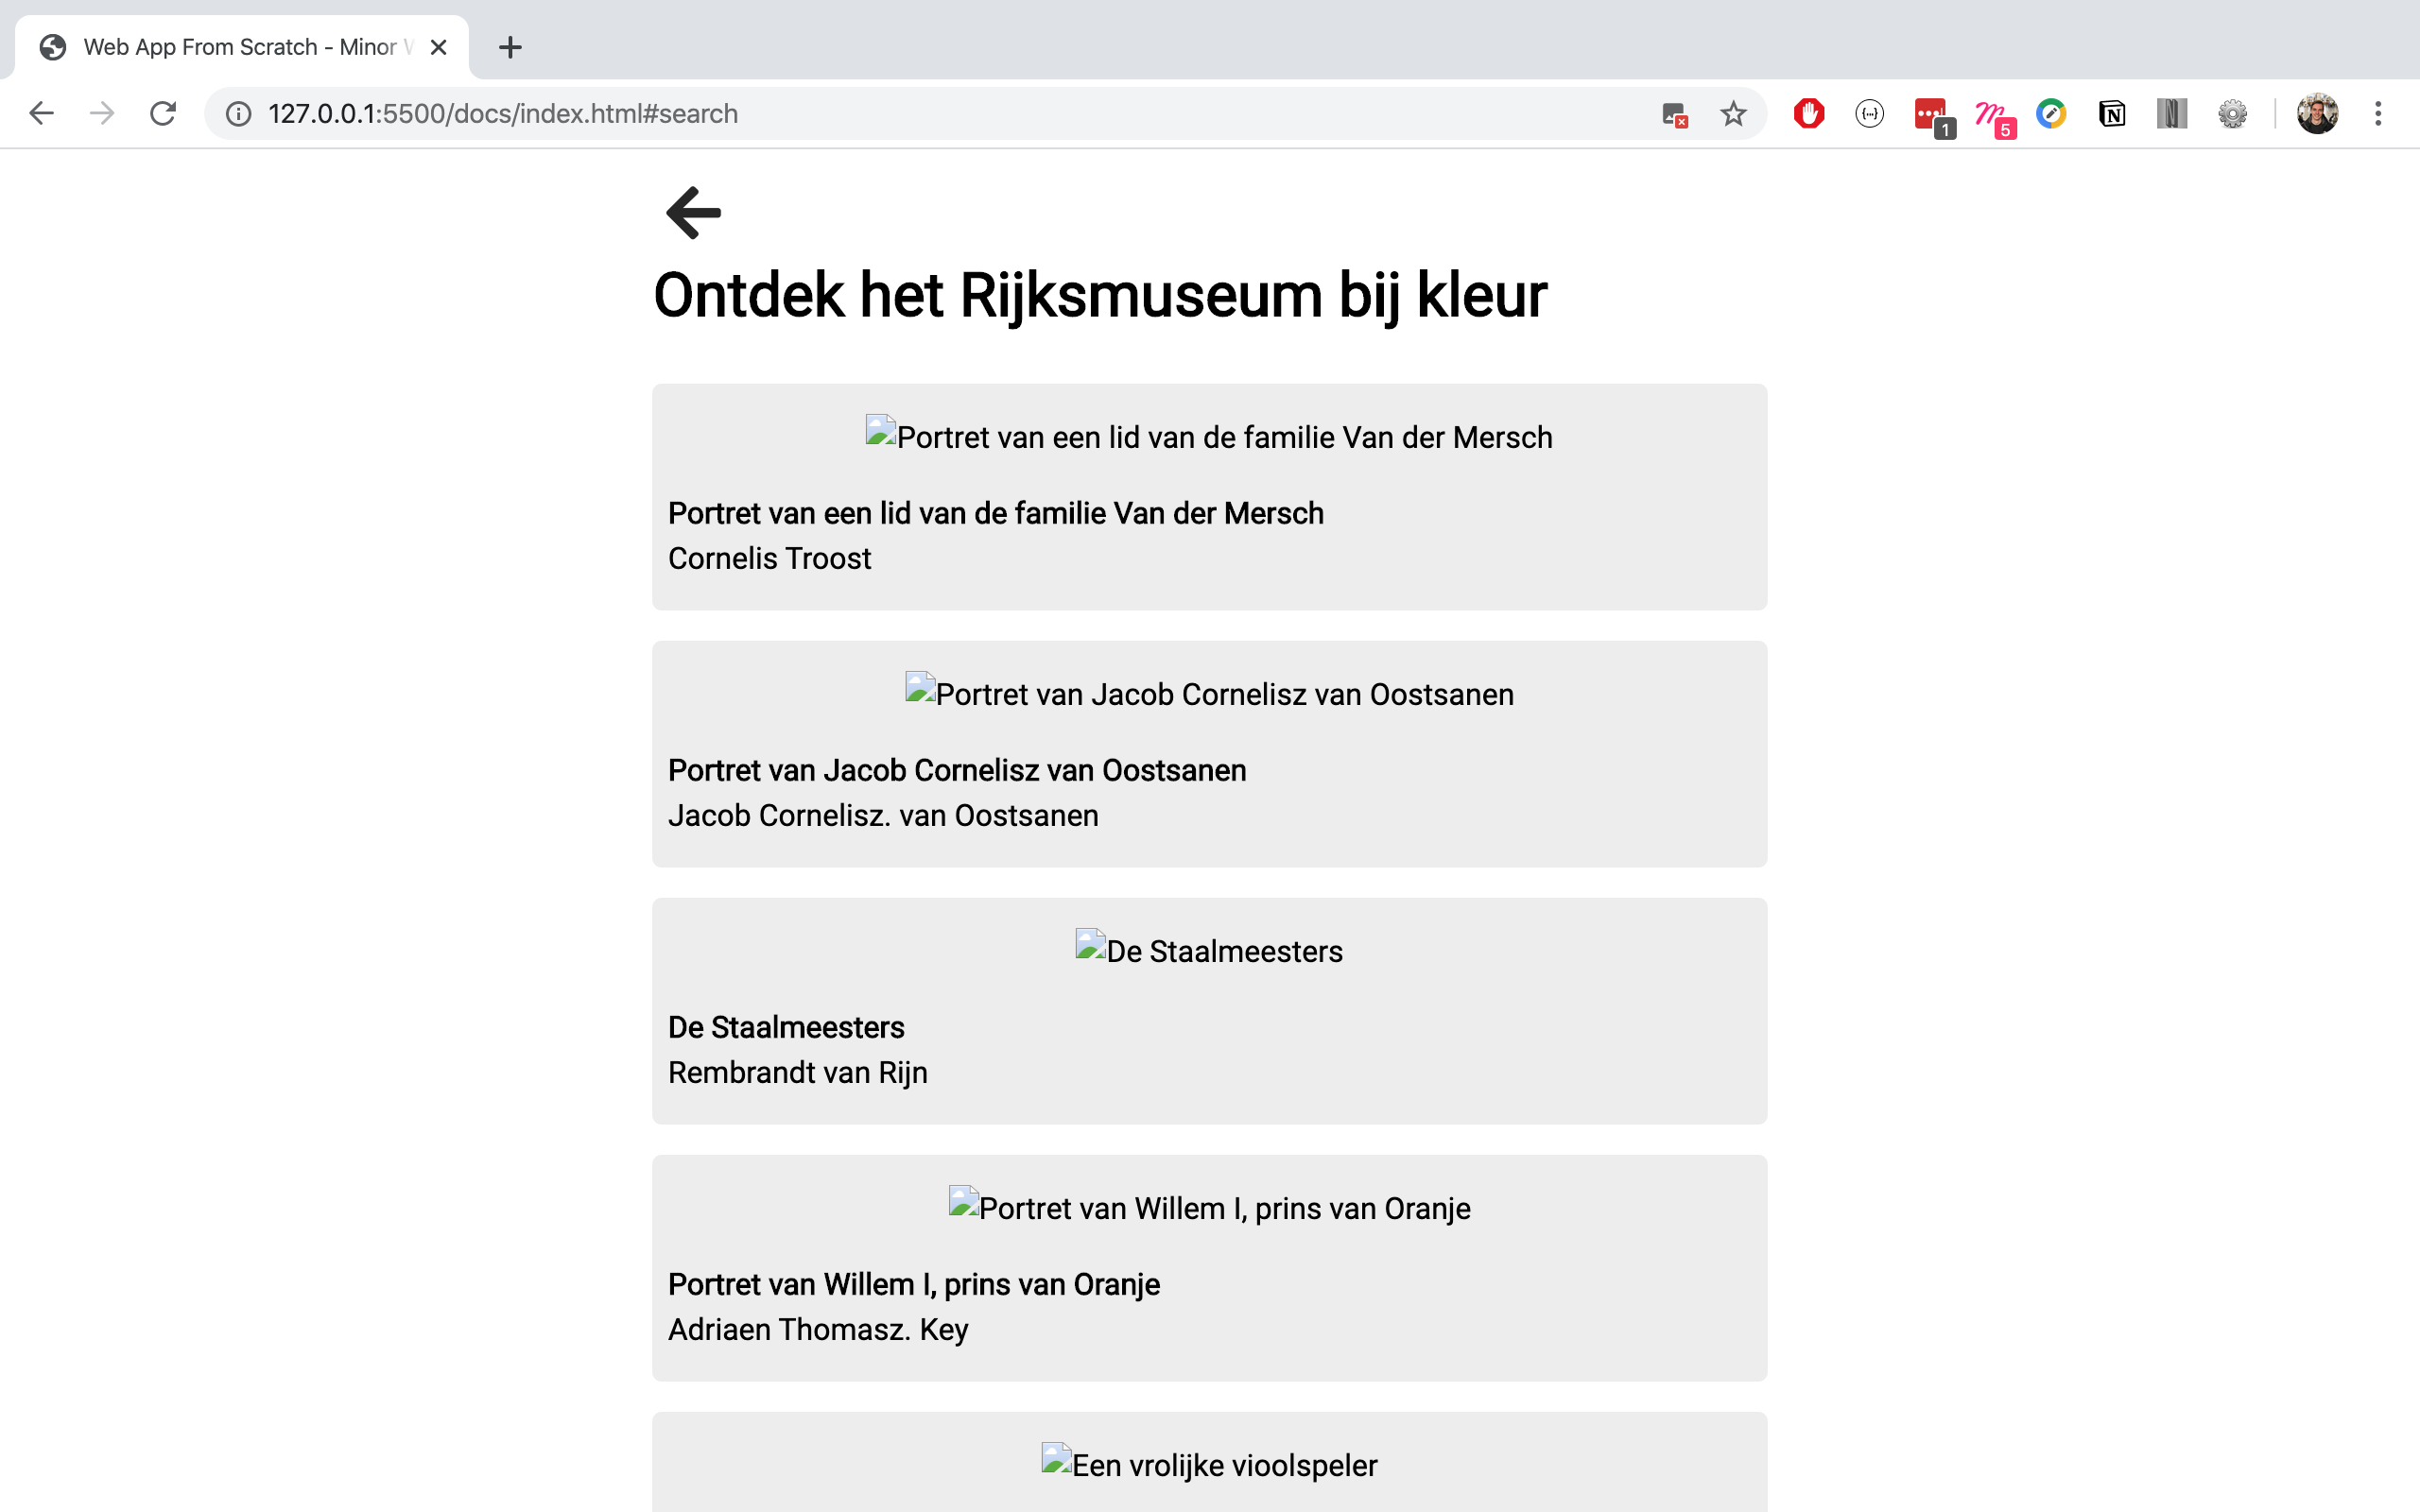 Web App From Scratch - Minor W
127.0.0.1:5500/docs/index.html#search
1
5
Ontdek het Rijksmuseum bij kleur
Portret van een lid van de familie Van der Mersch
Portret van een lid van de familie Van der Mersch
Cornelis Troost
Portret van Jacob Cornelisz van Oostsanen
Portret van Jacob Cornelisz van Oostsanen
Jacob Cornelisz. van Oostsanen
De Staalmeesters
De Staalmeesters
Rembrandt van Rijn
Portret van Willem I, prins van Oranje
Portret van Willem I, prins van Oranje
Adriaen Thomasz. Key
Een vrolijke vioolspeler